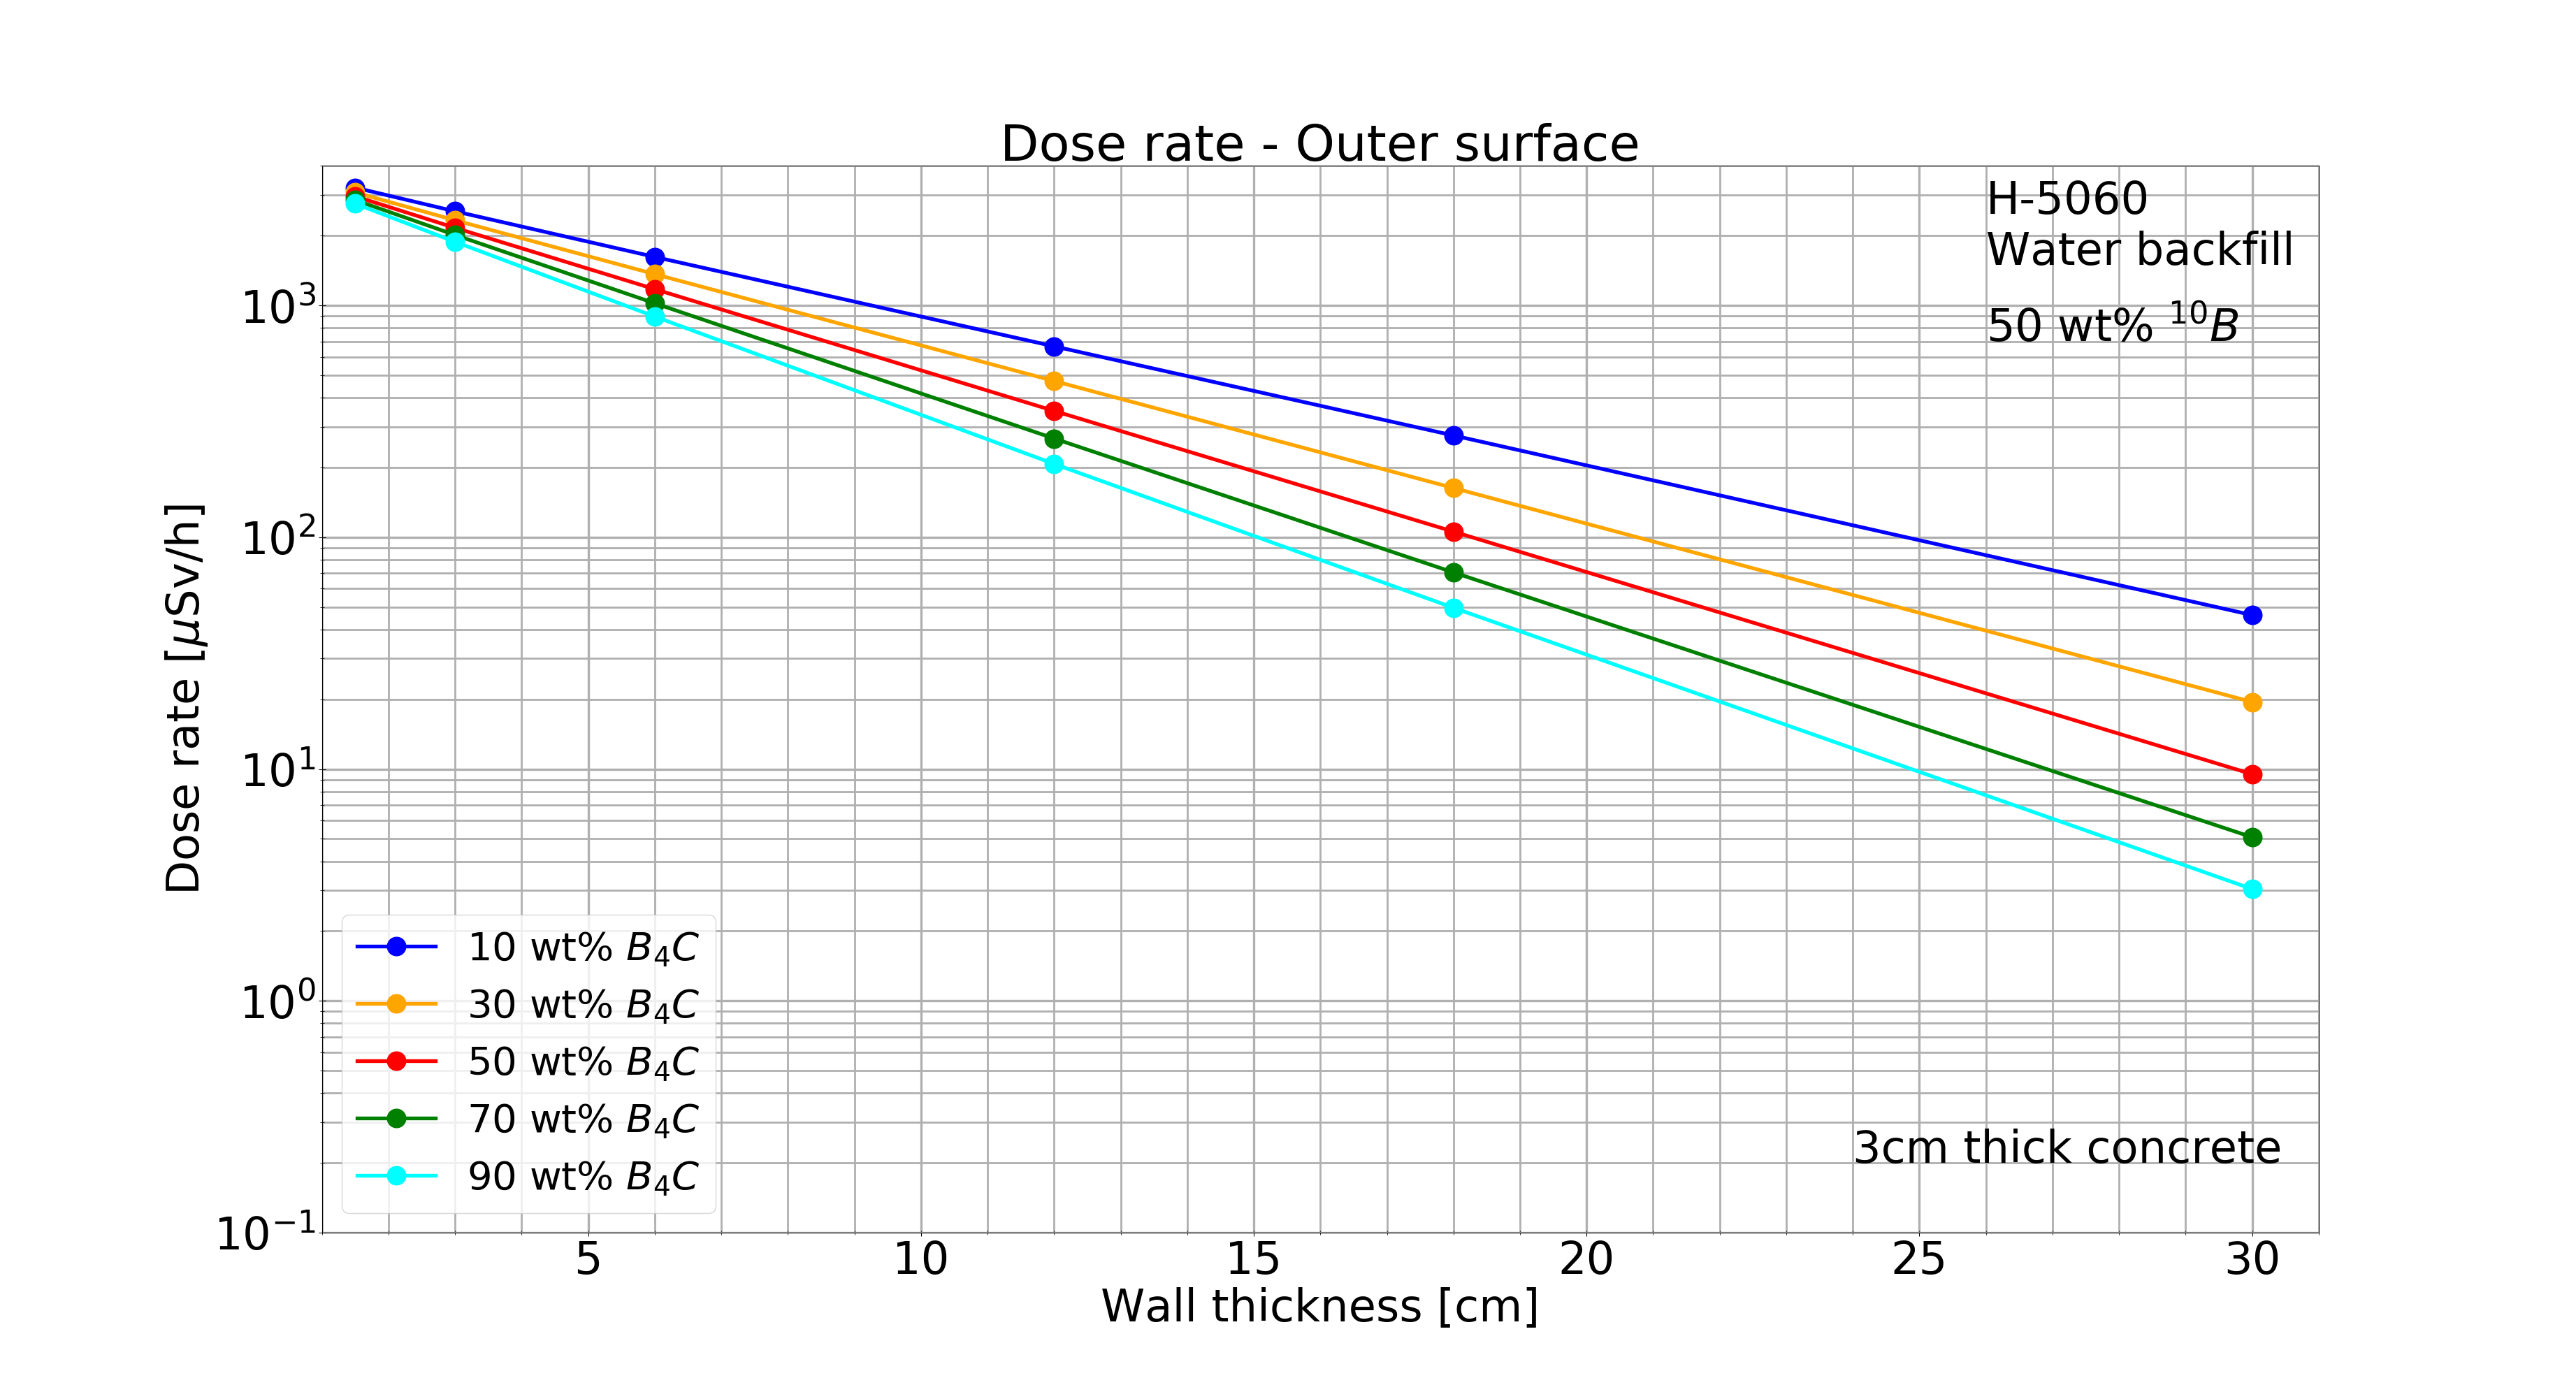 Dose rate - Outer surface
H-5060
Water backfill
50 wt% ¹⁰B
Dose rate [μSv/h]
10³
10²
10¹
10⁰
10⁻¹
10 wt% B₄C
30 wt% B₄C
50 wt% B₄C
70 wt% B₄C
90 wt% B₄C
3cm thick concrete
5 10 15 20 25 30
Wall thickness [cm]